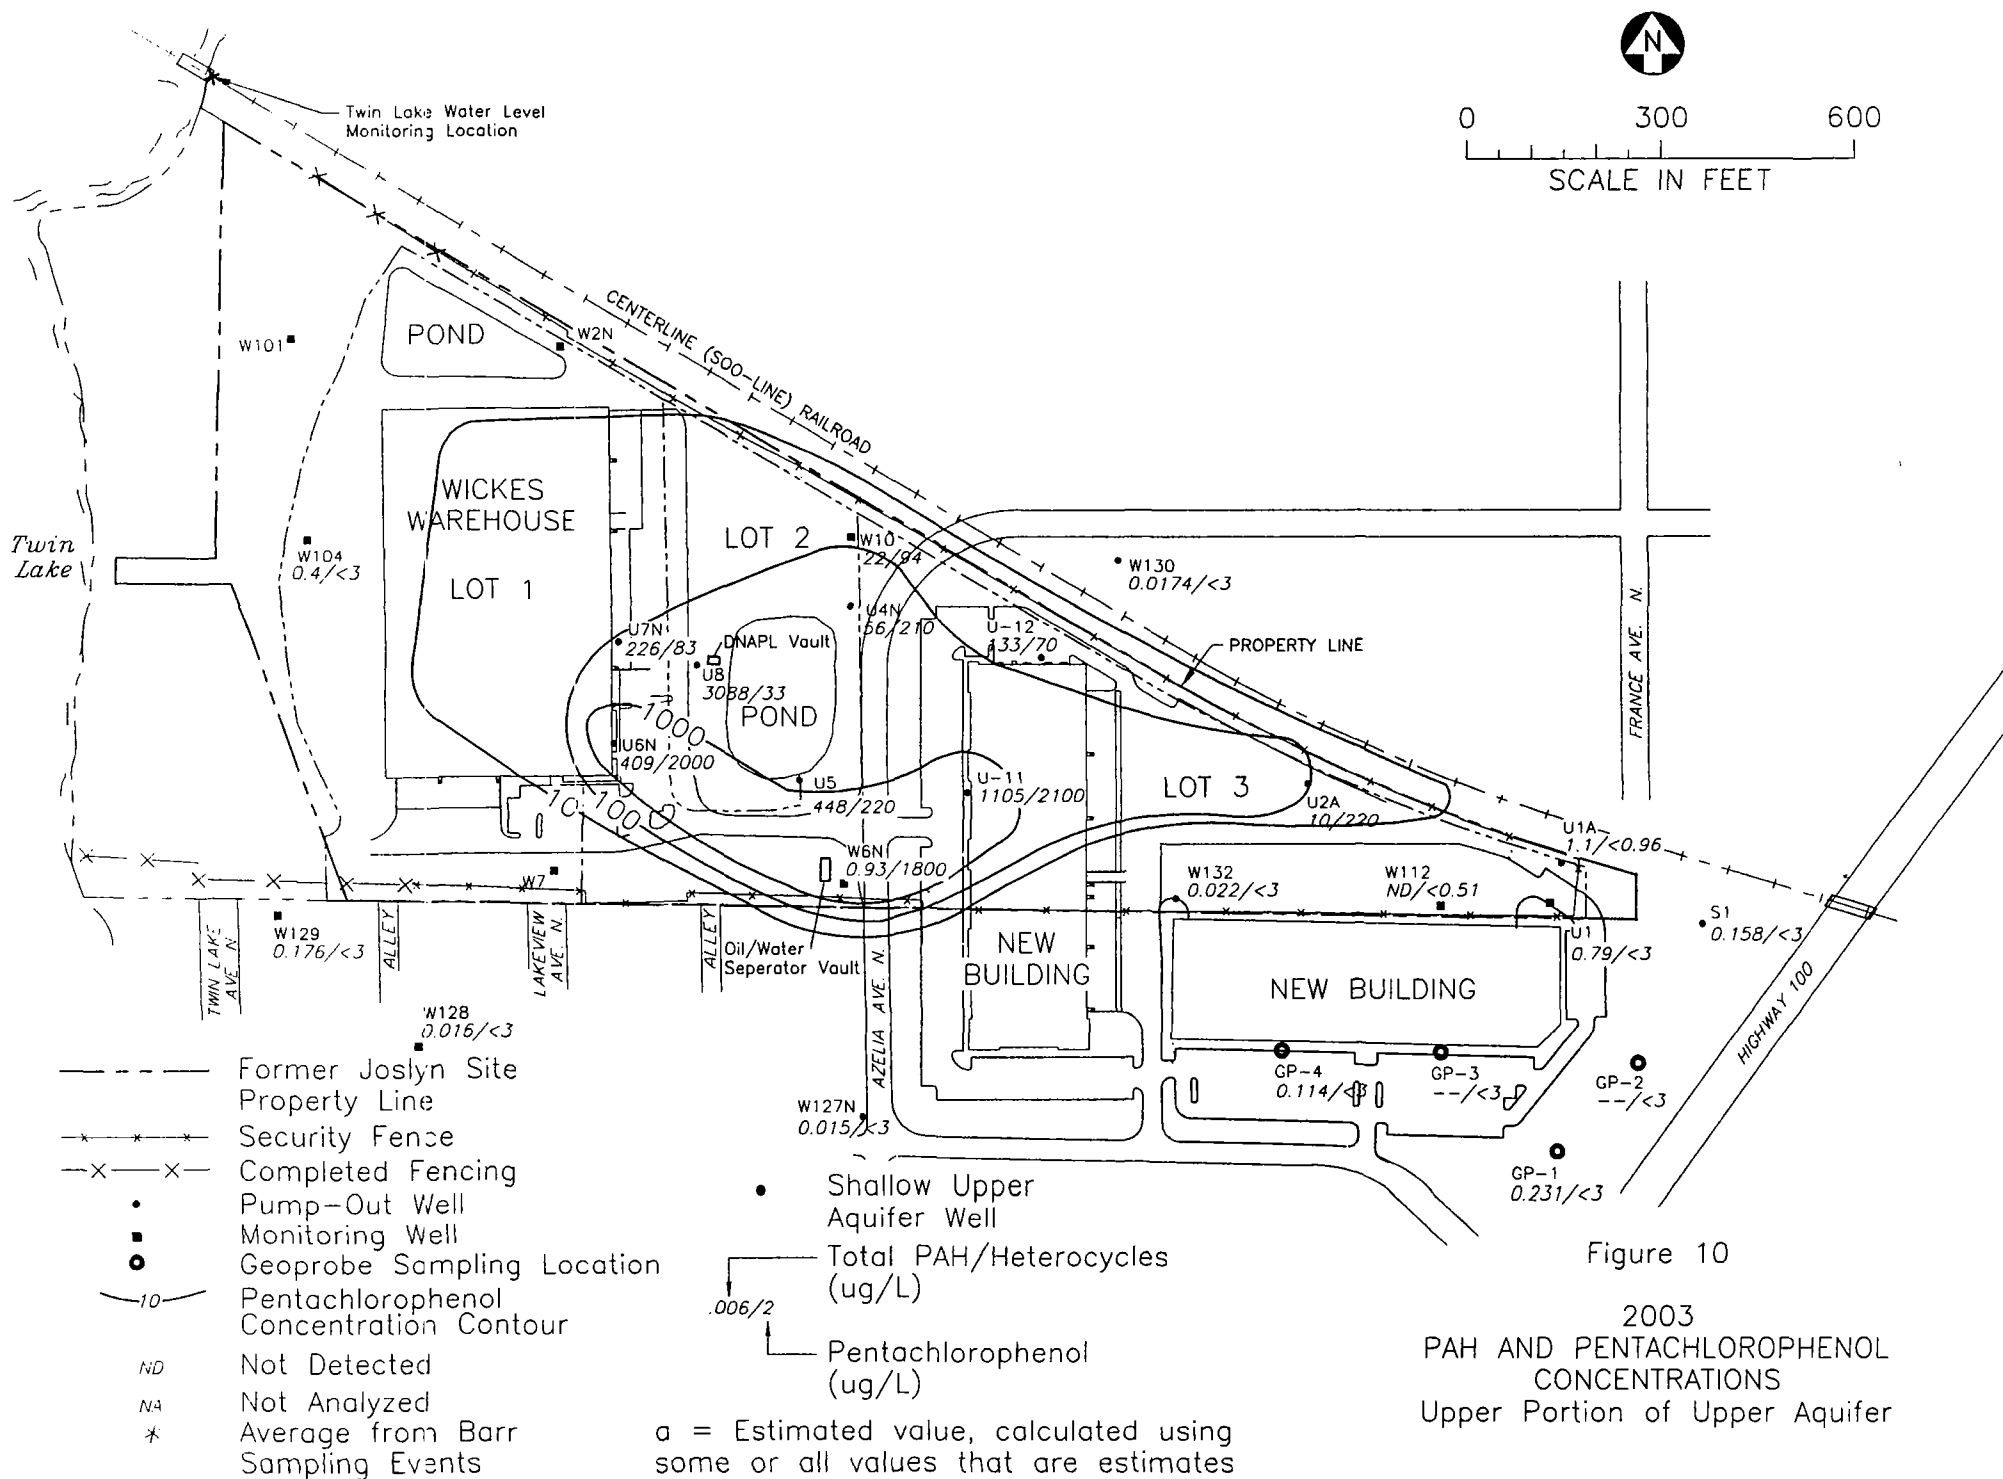 N
0 300 600
SCALE IN FEET
Twin Lake Water Level
Monitoring Location
CENTERLINE (SOO-LINE) RAILROAD
W101
POND
W2N
WICKES
WAREHOUSE
LOT 1
LOT 2
Twin
Lake
W104
0.4/<3
W10
22/94
W130
0.0174/<3
U4N
56/210
U7N
226/83
DNAPL Vault
U8
3088/33
POND
U-12
133/70
PROPERTY LINE
FRANCE AVE. N.
1000
U6N
409/2000
U5
448/220
U-11
1105/2100
LOT 3
U2A
10/220
10
100
U1A
1.1/<0.96
W6N
0.93/1800
W7
W132
0.022/<3
W112
ND/<0.51
W129
0.176/<3
S1
0.158/<3
U1
0.79/<3
TWIN LAKE
AVE. N
ALLEY
LAKEVIEW
AVE. N.
ALLEY
Oil/Water
Seperator Vault
AZELIA AVE. N.
NEW
BUILDING
NEW BUILDING
HIGHWAY 100
W128
0.016/<3
GP-4
0.114/<3
GP-3
--/<3
GP-2
--/<3
W127N
0.015/<3
GP-1
0.231/<3
Former Joslyn Site
Property Line
Security Fence
Completed Fencing
Pump-Out Well
Monitoring Well
Geoprobe Sampling Location
10 Pentachlorophenol
Concentration Contour
ND Not Detected
NA Not Analyzed
* Average from Barr
Sampling Events
Shallow Upper
Aquifer Well
Total PAH/Heterocycles
(ug/L)
.006/2
Pentachlorophenol
(ug/L)
a = Estimated value, calculated using
some or all values that are estimates
Figure 10
2003
PAH AND PENTACHLOROPHENOL
CONCENTRATIONS
Upper Portion of Upper Aquifer